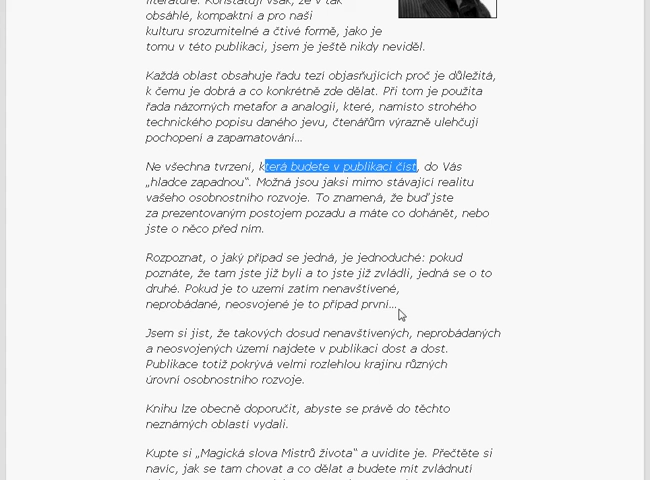 literatuře. Konstatuji však, že v tak
obsáhlé, kompaktní a pro naši
kulturu srozumitelné a čtivé formě, jako je
tomu v této publikaci, jsem je ještě nikdy neviděl.
Každá oblast obsahuje řadu tezí objasňujících proč je důležitá,
k čemu je dobrá a co konkrétně zde dělat. Při tom je použita
řada názorných metafor a analogií, které, namísto strohého
technického popisu daného jevu, čtenářům výrazně ulehčují
pochopení a zapamatování...
Ne všechna tvrzení, která budete v publikaci číst, do Vás
„hladce zapadnou“. Možná jsou jaksi mimo stávající realitu
vašeho osobnostního rozvoje. To znamená, že buď jste
za prezentovaným postojem pozadu a máte co dohánět, nebo
jste o něco před ním.
Rozpoznat, o jaký případ se jedná, je jednoduché: pokud
poznáte, že tam jste již byli a to jste již zvládli, jedná se o to
druhé. Pokud je to uzemí zatím nenavštívené,
neprobádané, neosvojené je to případ první...
Jsem si jist, že takových dosud nenavštívených, neprobádaných
a neosvojených území najdete v publikaci dost a dost.
Publikace totiž pokrývá velmi rozlehlou krajinu různých
úrovní osobnostního rozvoje.
Knihu lze obecně doporučit, abyste se právě do těchto
neznámých oblastí vydali.
Kupte si „Magická slova Mistrů života“ a uvidíte je. Přečtěte si
navíc, jak se tam chovat a co dělat a budete mít zvládnutí